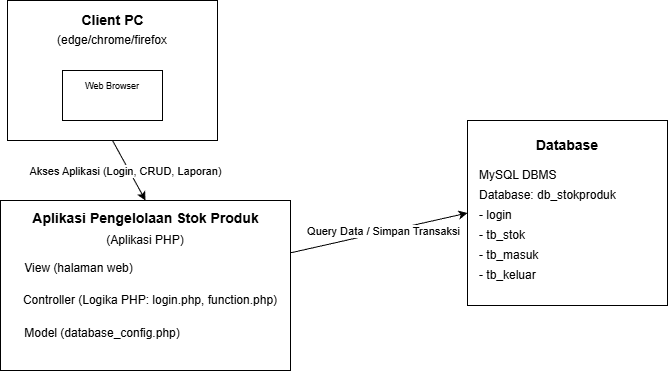 Client PC
(edge/chrome/firefox
Web Browser
Akses Aplikasi (Login, CRUD, Laporan)
Aplikasi Pengelolaan Stok Produk
(Aplikasi PHP)
View (halaman web)
Controller (Logika PHP: login.php, function.php)
Model (database_config.php)
Query Data / Simpan Transaksi
Database
MySQL DBMS
Database: db_stokproduk
- login
- tb_stok
- tb_masuk
- tb_keluar